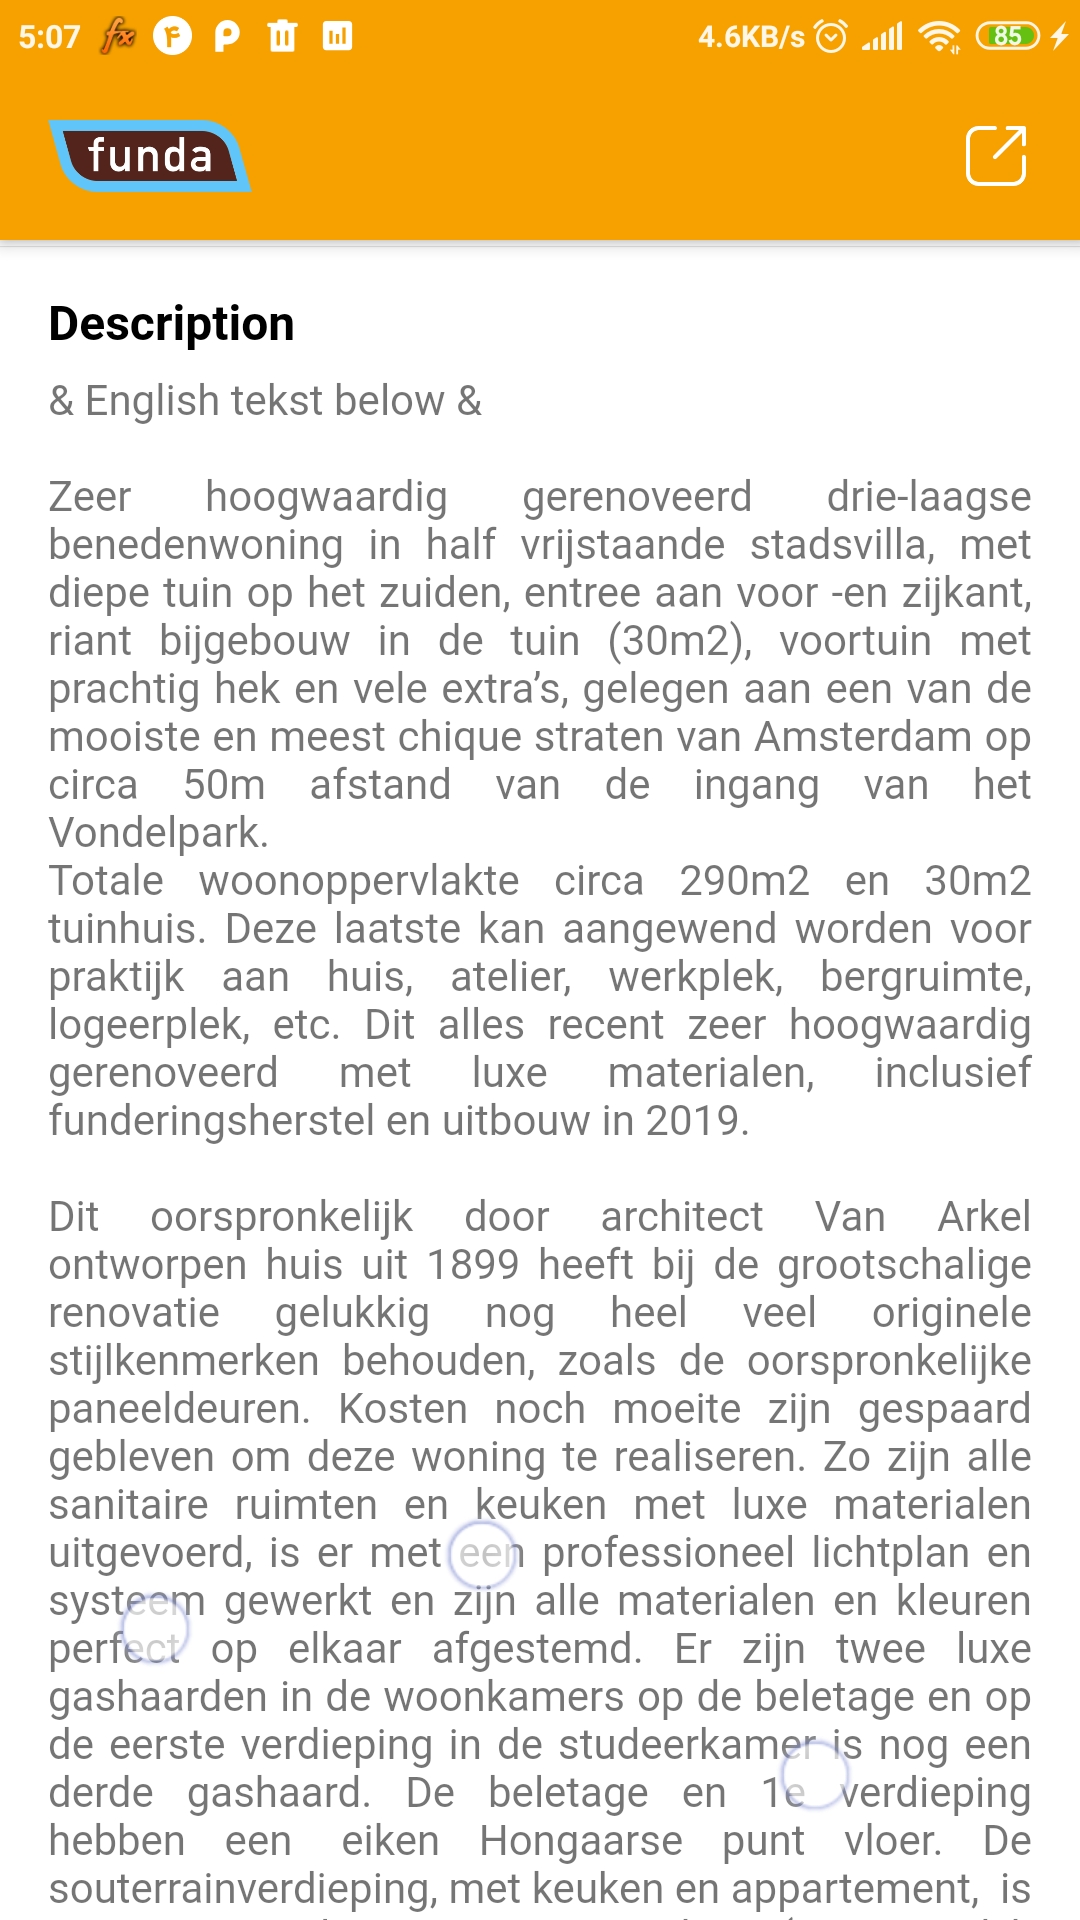 5:07
4.6KB/s
85
funda
Description
& English tekst below &
Zeer hoogwaardig gerenoveerd drie-laagse
benedenwoning in half vrijstaande stadsvilla, met
diepe tuin op het zuiden, entree aan voor -en zijkant,
riant bijgebouw in de tuin (30m2), voortuin met
prachtig hek en vele extra’s, gelegen aan een van de
mooiste en meest chique straten van Amsterdam op
circa 50m afstand van de ingang van het
Vondelpark.
Totale woonoppervlakte circa 290m2 en 30m2
tuinhuis. Deze laatste kan aangewend worden voor
praktijk aan huis, atelier, werkplek, bergruimte,
logeerplek, etc. Dit alles recent zeer hoogwaardig
gerenoveerd met luxe materialen, inclusief
funderingsherstel en uitbouw in 2019.
Dit oorspronkelijk door architect Van Arkel
ontworpen huis uit 1899 heeft bij de grootschalige
renovatie gelukkig nog heel veel originele
stijlkenmerken behouden, zoals de oorspronkelijke
paneeldeuren. Kosten noch moeite zijn gespaard
gebleven om deze woning te realiseren. Zo zijn alle
sanitaire ruimten en keuken met luxe materialen
uitgevoerd, is er met een professioneel lichtplan en
systeem gewerkt en zijn alle materialen en kleuren
perfect op elkaar afgestemd. Er zijn twee luxe
gashaarden in de woonkamers op de beletage en op
de eerste verdieping in de studeerkamer is nog een
derde gashaard. De beletage en 1e verdieping
hebben een eiken Hongaarse punt vloer. De
souterrainverdieping, met keuken en appartement, is